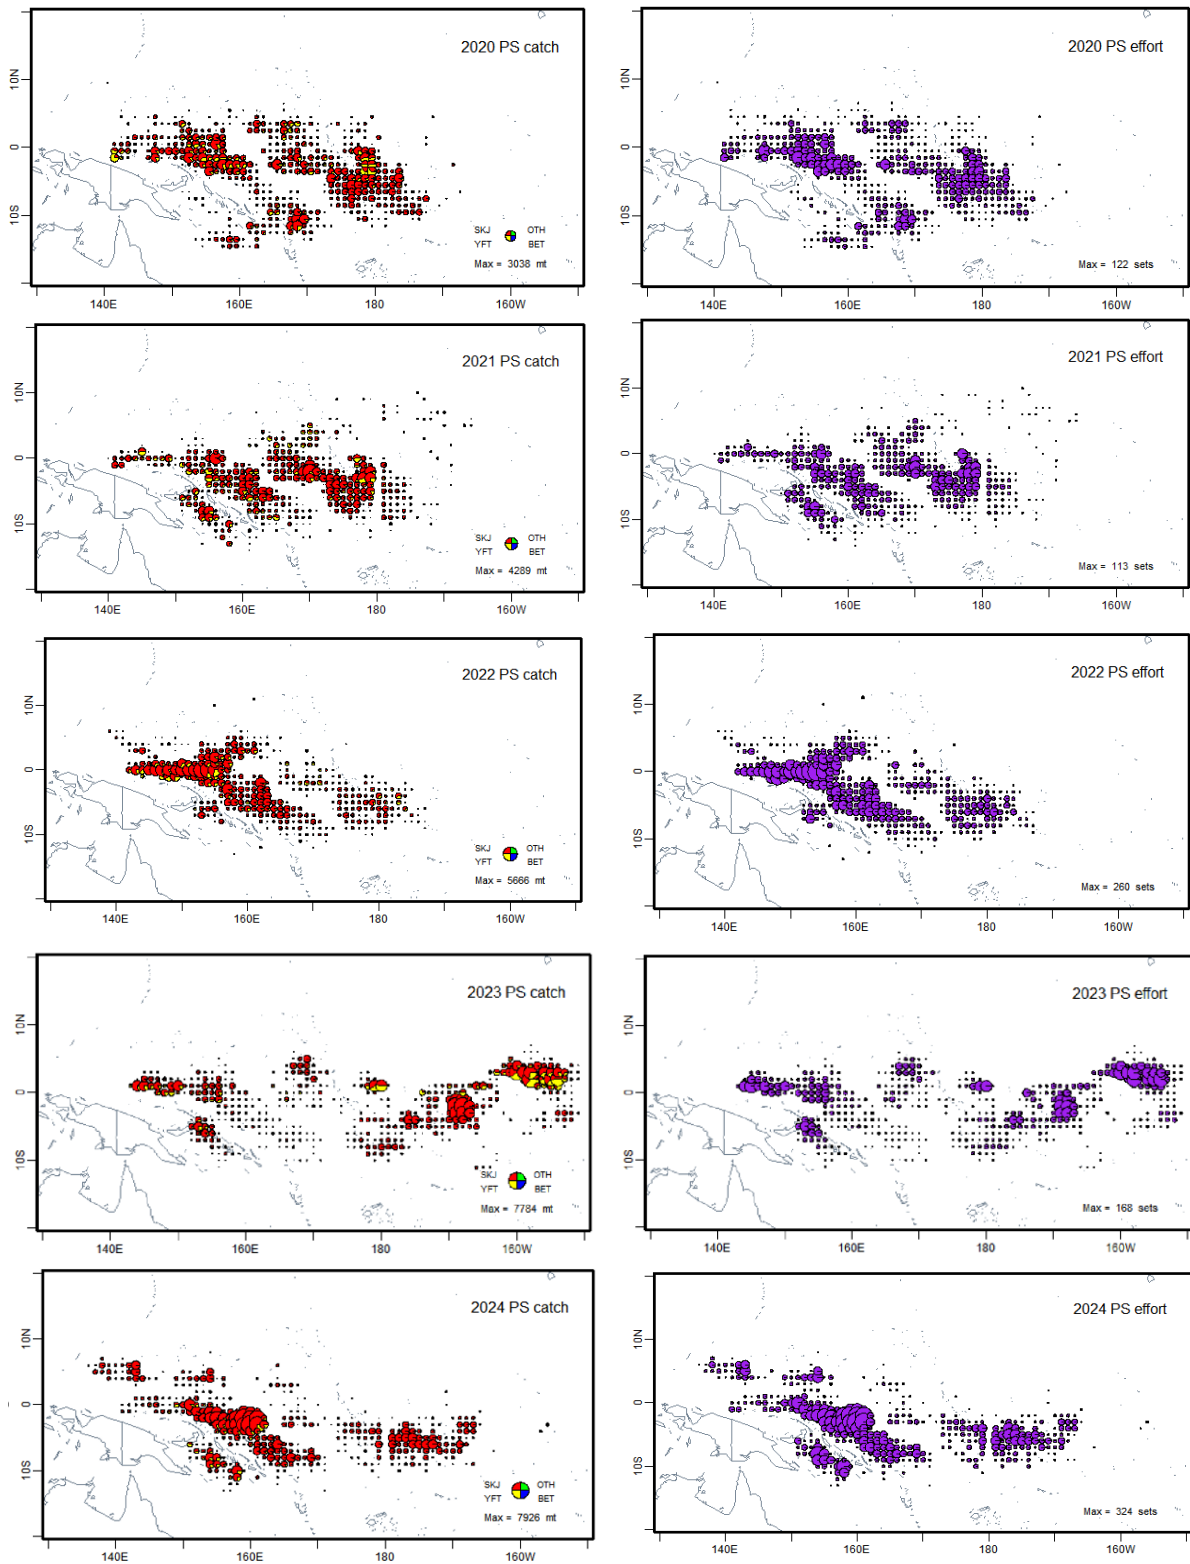 2020 PS catch
10N
0
10S
SKJ OTH
YFT BET
Max = 3038 mt
140E 160E 180 160W
2020 PS effort
10N
0
10S
Max = 122 sets
140E 160E 180 160W
2021 PS catch
10N
0
10S
SKJ OTH
YFT BET
Max = 4289 mt
140E 160E 180 160W
2021 PS effort
10N
0
10S
Max = 113 sets
140E 160E 180 160W
2022 PS catch
10N
0
10S
SKJ OTH
YFT BET
Max = 5666 mt
140E 160E 180 160W
2022 PS effort
10N
0
10S
Max = 260 sets
140E 160E 180 160W
2023 PS catch
10N
0
10S
SKJ OTH
YFT BET
Max = 7784 mt
140E 160E 180 160W
2023 PS effort
10N
0
10S
Max = 168 sets
140E 160E 180 160W
2024 PS catch
10N
0
10S
SKJ OTH
YFT BET
Max = 7926 mt
140E 160E 180 160W
2024 PS effort
10N
0
10S
Max = 324 sets
140E 160E 180 160W